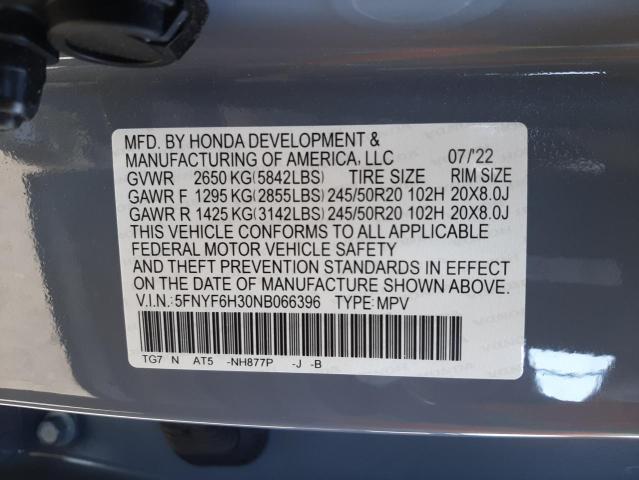 MFD. BY HONDA DEVELOPMENT &
MANUFACTURING OF AMERICA, LLC 07/'22
GVWR 2650 KG(5842LBS) TIRE SIZE RIM SIZE
GAWR F 1295 KG(2855LBS) 245/50R20 102H 20X8.0J
GAWR R 1425 KG(3142LBS) 245/50R20 102H 20X8.0J
THIS VEHICLE CONFORMS TO ALL APPLICABLE
FEDERAL MOTOR VEHICLE SAFETY
AND THEFT PREVENTION STANDARDS IN EFFECT
ON THE DATE OF MANUFACTURE SHOWN ABOVE.
V.I.N.: 5FNYF6H30NB066396 TYPE: MPV
TG7 N AT5 -NH877P -J -B